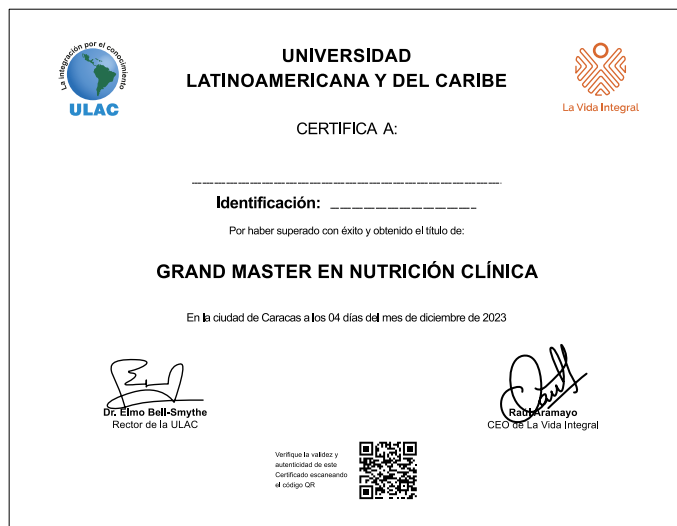 La integración por el conocimiento
ULAC
UNIVERSIDAD
LATINOAMERICANA Y DEL CARIBE
La Vida Integral
CERTIFICA A:
Identificación:
Por haber superado con éxito y obtenido el título de:
GRAND MASTER EN NUTRICIÓN CLÍNICA
En la ciudad de Caracas a los 04 días del mes de diciembre de 2023
Dr. Elmo Bell-Smythe
Rector de la ULAC
Raúl Aramayo
CEO de La Vida Integral
Verifique la validez y
autenticidad de este
Certificado escaneando
el código QR